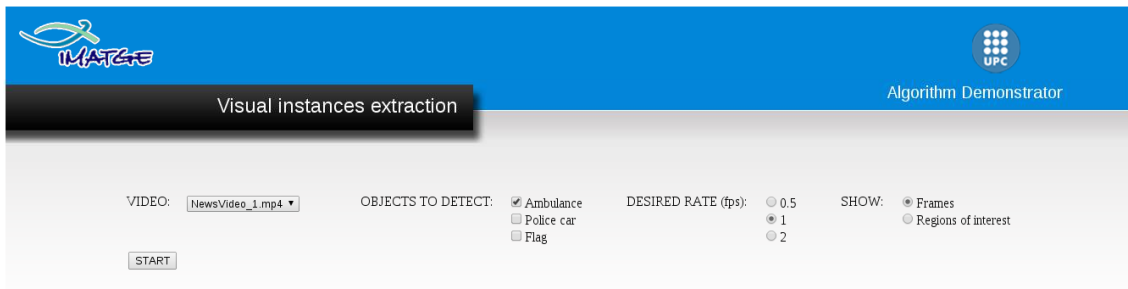 IMATGE
UPC
Algorithm Demonstrator
Visual instances extraction
VIDEO: NewsVideo_1.mp4 OBJECTS TO DETECT: Ambulance DESIRED RATE (fps): 0.5 SHOW: Frames
Police car 1 Regions of interest
Flag 2
START